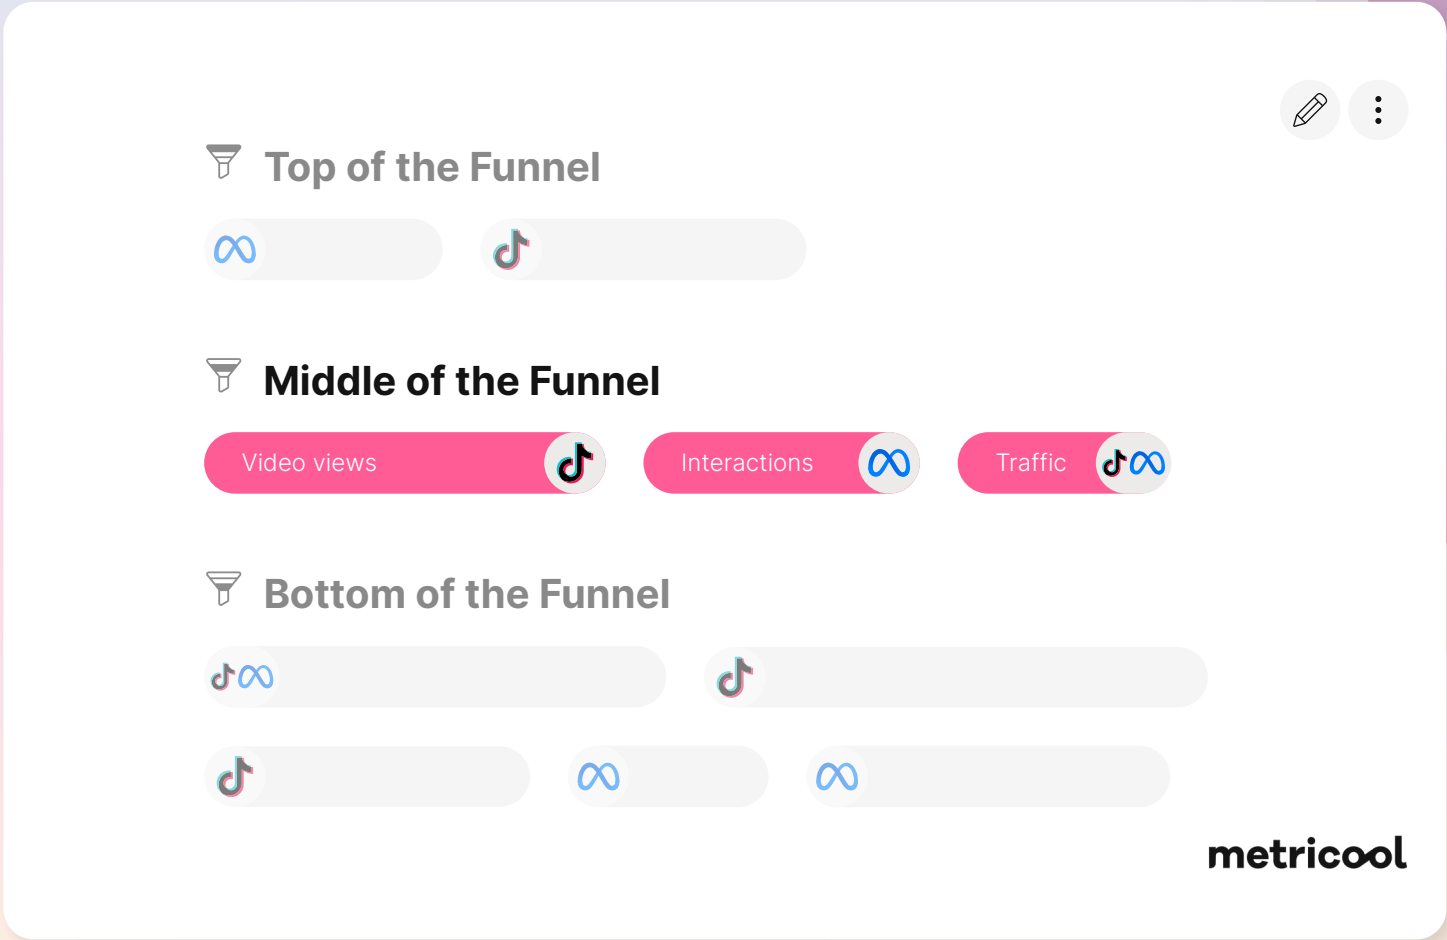 Top of the Funnel
Middle of the Funnel
Video views
Interactions
Traffic
Bottom of the Funnel
metricool